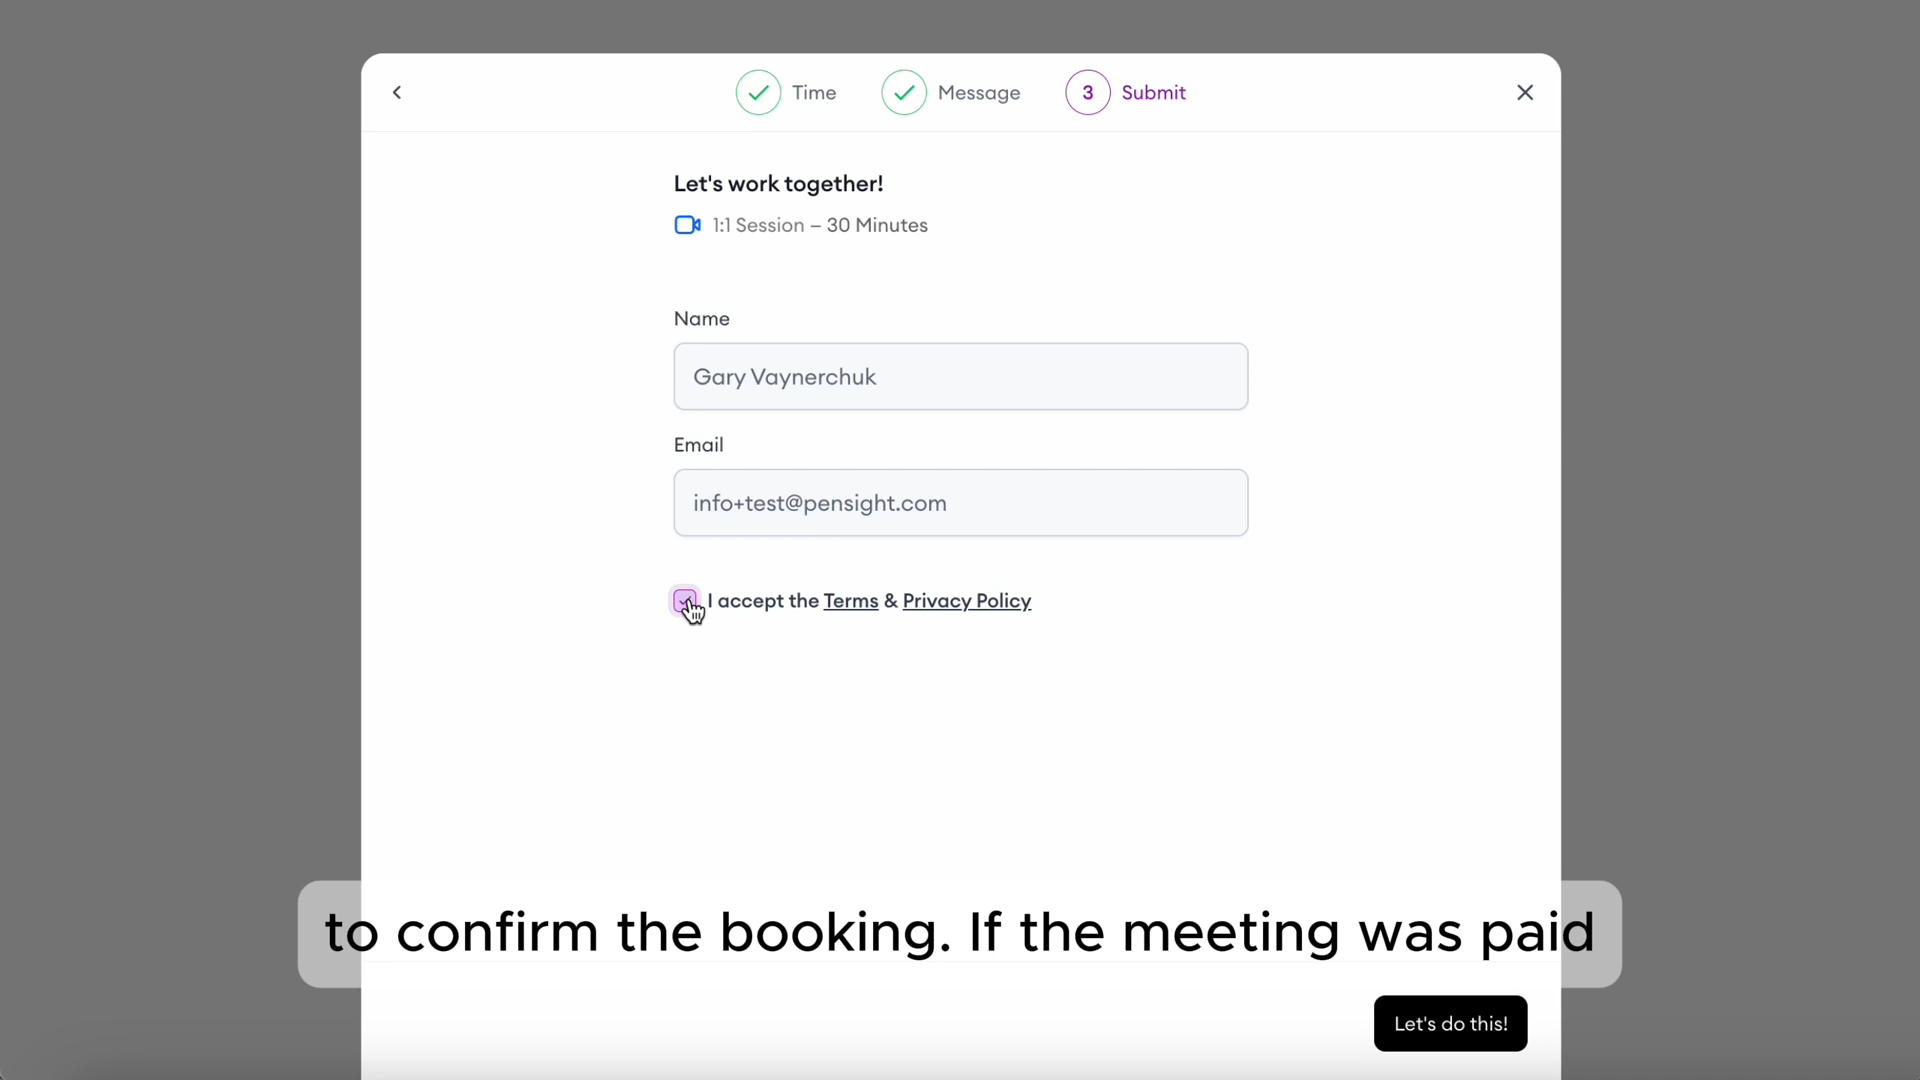 Time
Message
3 Submit
Let's work together!
1:1 Session – 30 Minutes
Name
Gary Vaynerchuk
Email
info+test@pensight.com
I accept the Terms & Privacy Policy
to confirm the booking. If the meeting was paid
Let's do this!